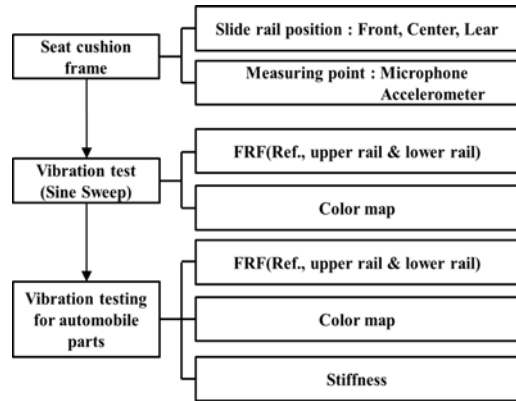 Seat cushion
frame
Slide rail position : Front, Center, Lear
Measuring point : Microphone
Accelerometer
Vibration test
(Sine Sweep)
FRF(Ref., upper rail & lower rail)
Color map
Vibration testing
for automobile
parts
FRF(Ref., upper rail & lower rail)
Color map
Stiffness